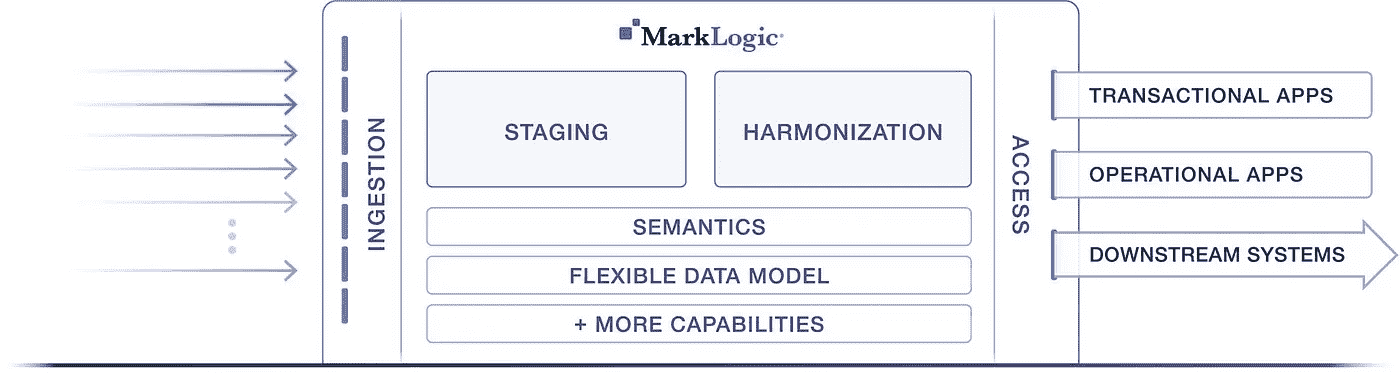 MarkLogic
INGESTION
STAGING
HARMONIZATION
SEMANTICS
FLEXIBLE DATA MODEL
+ MORE CAPABILITIES
ACCESS
TRANSACTIONAL APPS
OPERATIONAL APPS
DOWNSTREAM SYSTEMS